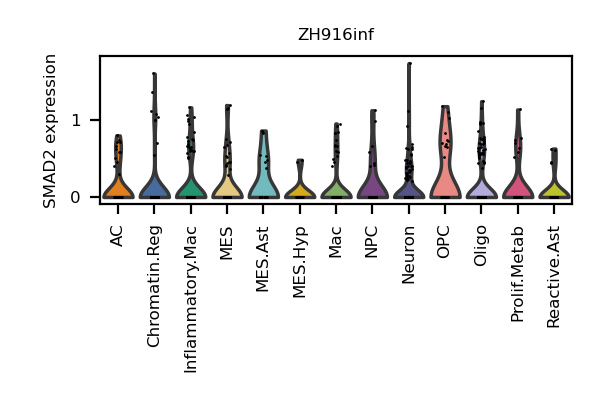 ZH916inf
SMAD2 expression
1
0
AC
Chromatin.Reg
Inflammatory.Mac
MES
MES.Ast
MES.Hyp
Mac
NPC
Neuron
OPC
Oligo
Prolif.Metab
Reactive.Ast